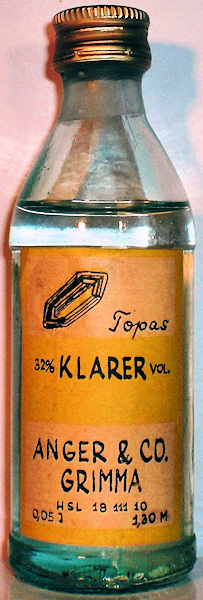 Topas
32% KLARER VOL.
ANGER & CO.
GRIMMA
HSL 18 111 10
0,05 l 1,30 M